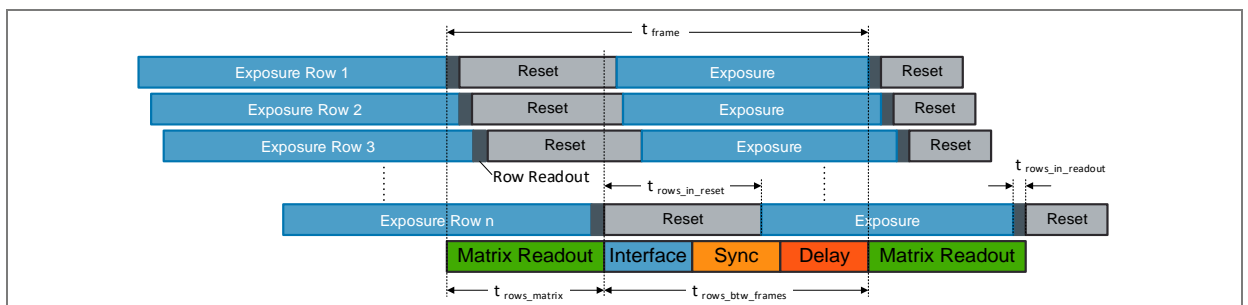 t frame
Exposure Row 1 Reset Exposure Reset
Exposure Row 2 Reset Exposure Reset
Exposure Row 3 Reset Exposure Reset
Row Readout
t rows_in_reset
t rows_in_readout
Exposure Row n Reset Exposure Reset
Matrix Readout Interface Sync Delay Matrix Readout
t rows_matrix t rows_btw_frames